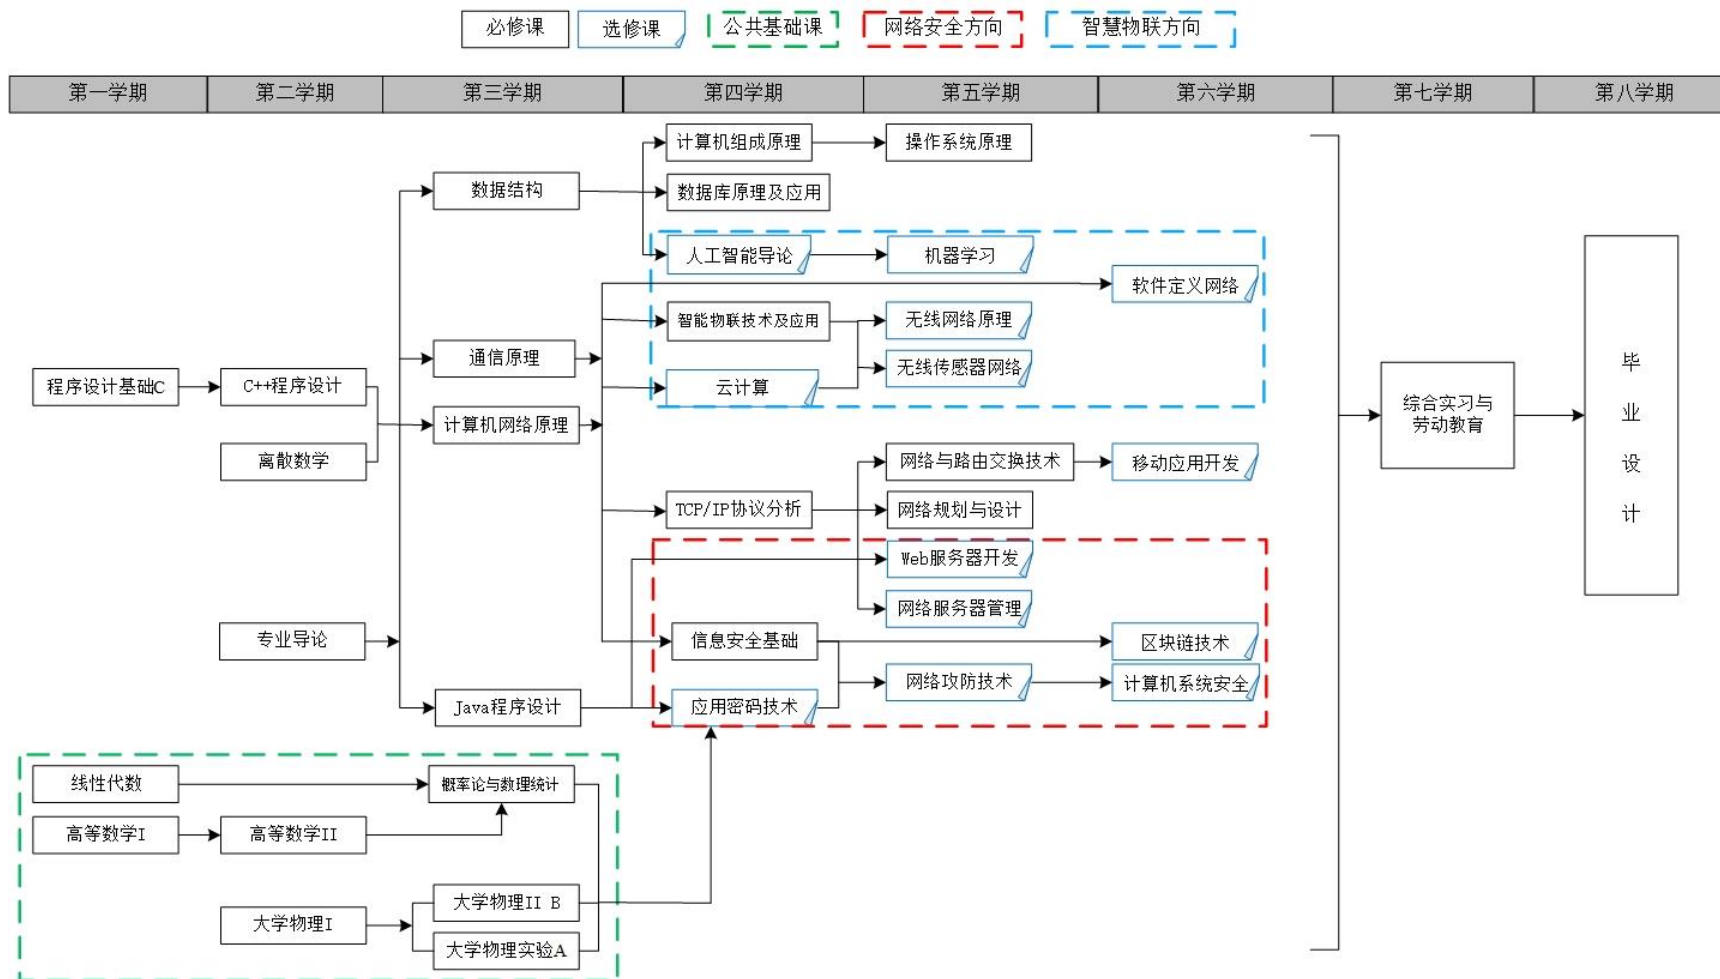 必修课
选修课
公共基础课
网络安全方向
智慧物联方向
第一学期
第二学期
第三学期
第四学期
第五学期
第六学期
第七学期
第八学期
计算机组成原理
操作系统原理
数据结构
数据库原理及应用
人工智能导论
机器学习
软件定义网络
智能物联技术及应用
无线网络原理
通信原理
无线传感器网络
程序设计基础C
C++程序设计
云计算
计算机网络原理
综合实习与
劳动教育
毕
业
设
计
离散数学
网络与路由交换技术
移动应用开发
TCP/IP协议分析
网络规划与设计
Web服务器开发
网络服务器管理
专业导论
信息安全基础
区块链技术
网络攻防技术
计算机系统安全
Java程序设计
应用密码技术
线性代数
概率论与数理统计
高等数学I
高等数学II
大学物理I
大学物理II B
大学物理实验A